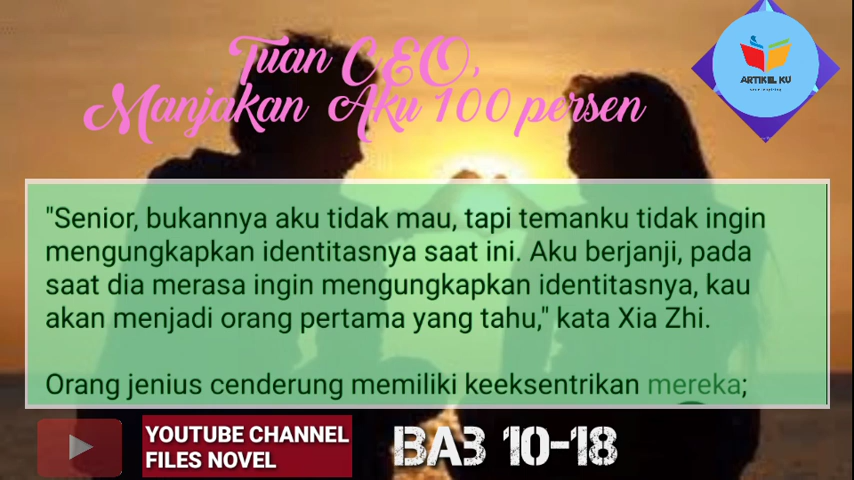 Tuan CEO,
Manjakan Aku 100 persen
ARTIKEL KU
"Senior, bukannya aku tidak mau, tapi temanku tidak ingin
mengungkapkan identitasnya saat ini. Aku berjanji, pada
saat dia merasa ingin mengungkapkan identitasnya, kau
akan menjadi orang pertama yang tahu," kata Xia Zhi.
Orang jenius cenderung memiliki keeksentrikan mereka;
YOUTUBE CHANNEL
FILES NOVEL
BAB 10-18